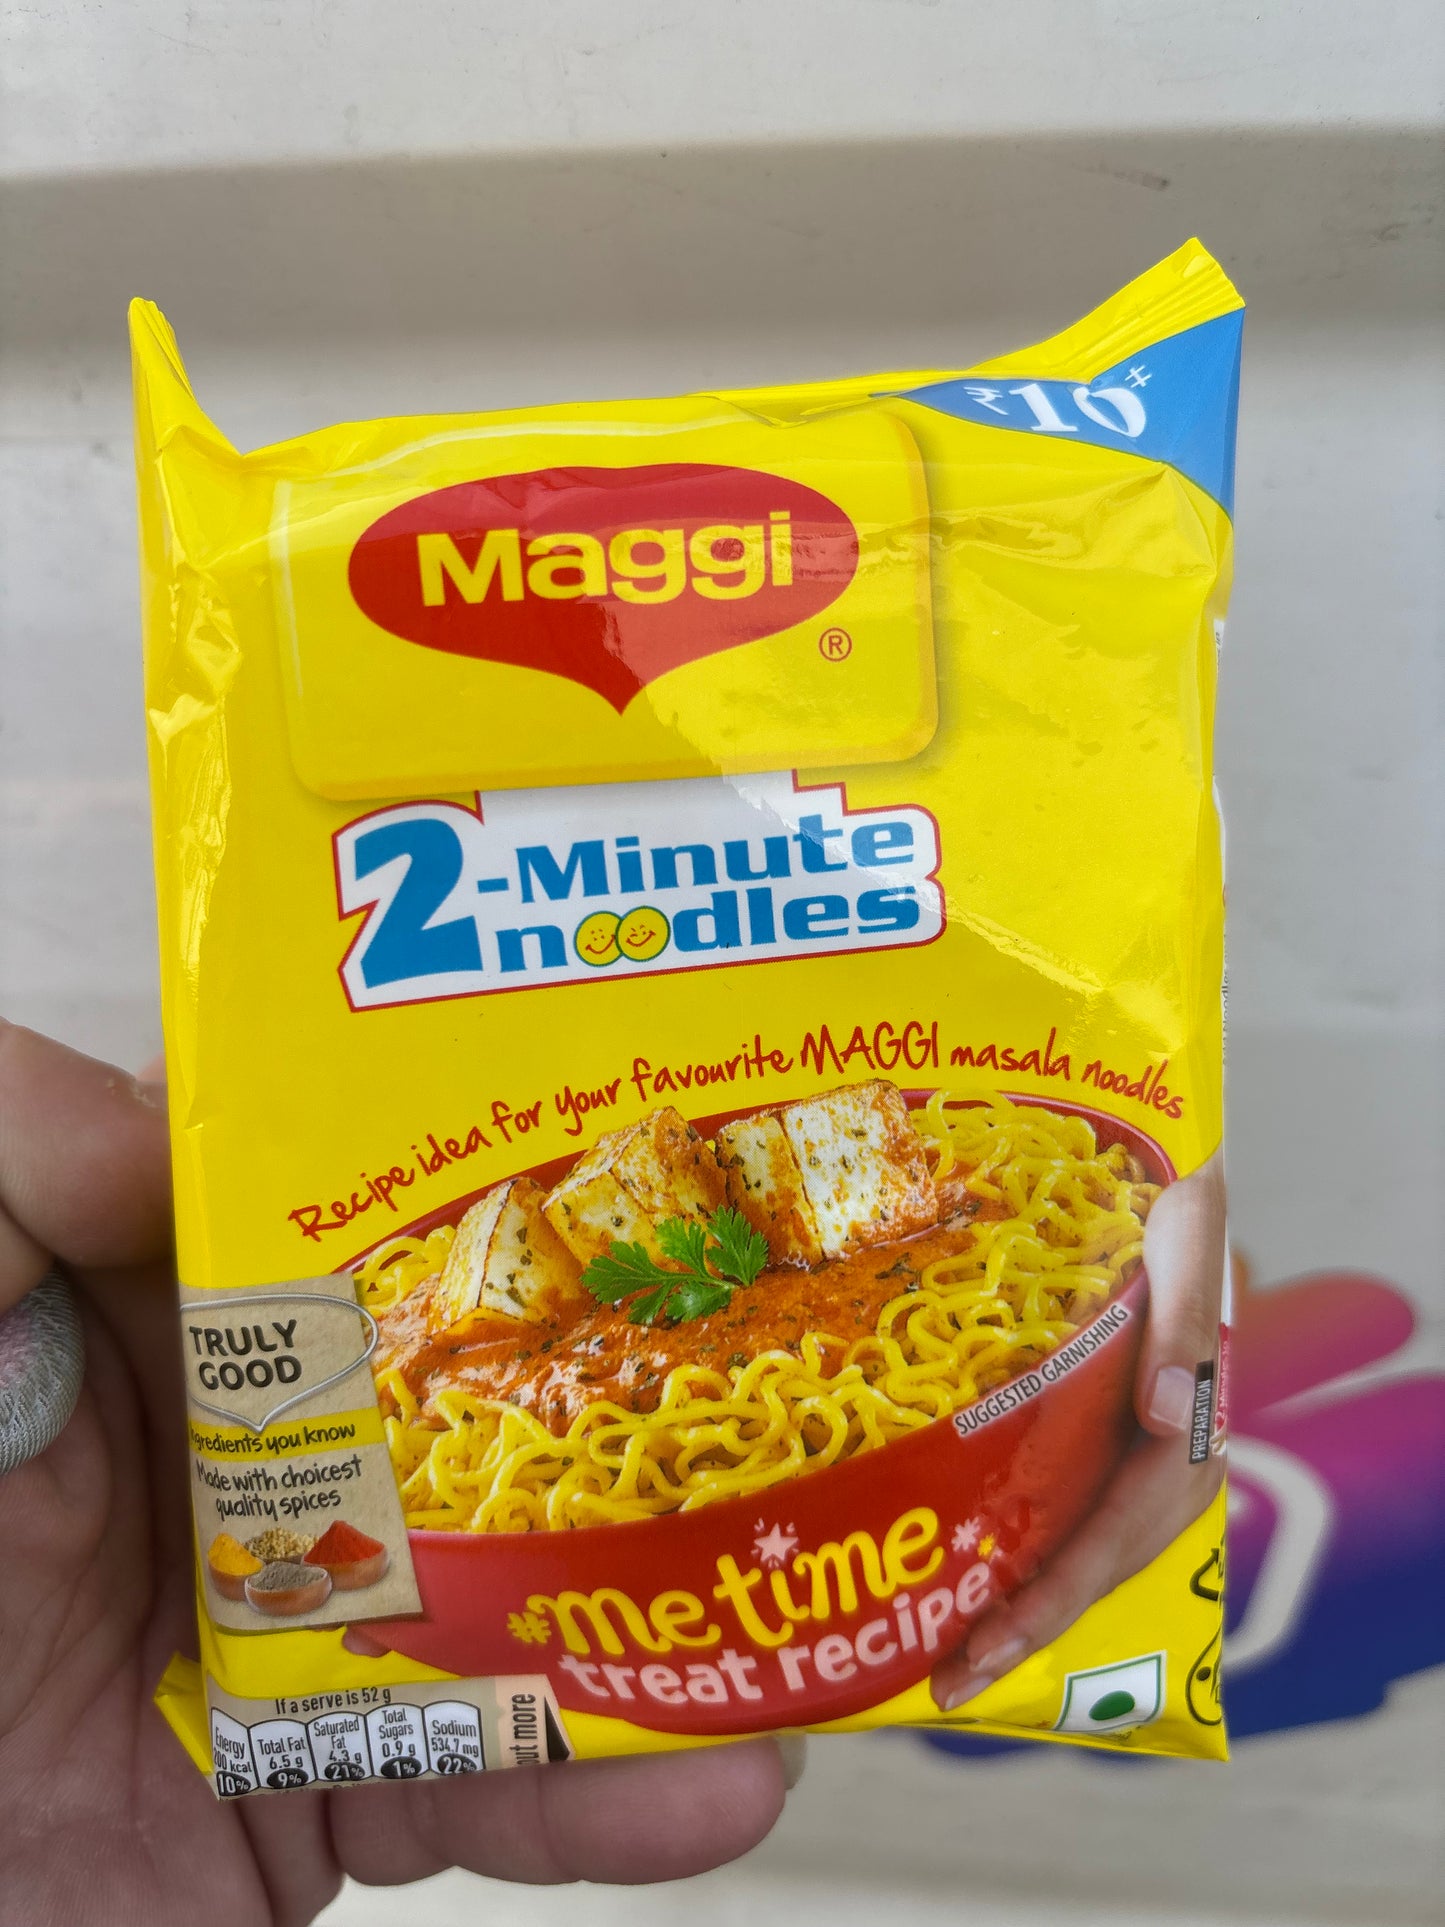 ₹10‡
Maggi
®
2-Minute
noodles
Recipe idea for your favourite MAGGI masala noodles
TRULY
GOOD
you know
Made with choicest
quality spices
SUGGESTED GARNISHING
PREPARATION
#me time
treat recipe
If a serve is 52 g
Energy
kcal
10%
Total Fat
6.5 g
9%
Saturated
Fat
4.3 g
21%
Total
Sugars
0.9 g
1%
Sodium
534.7 mg
22%
more